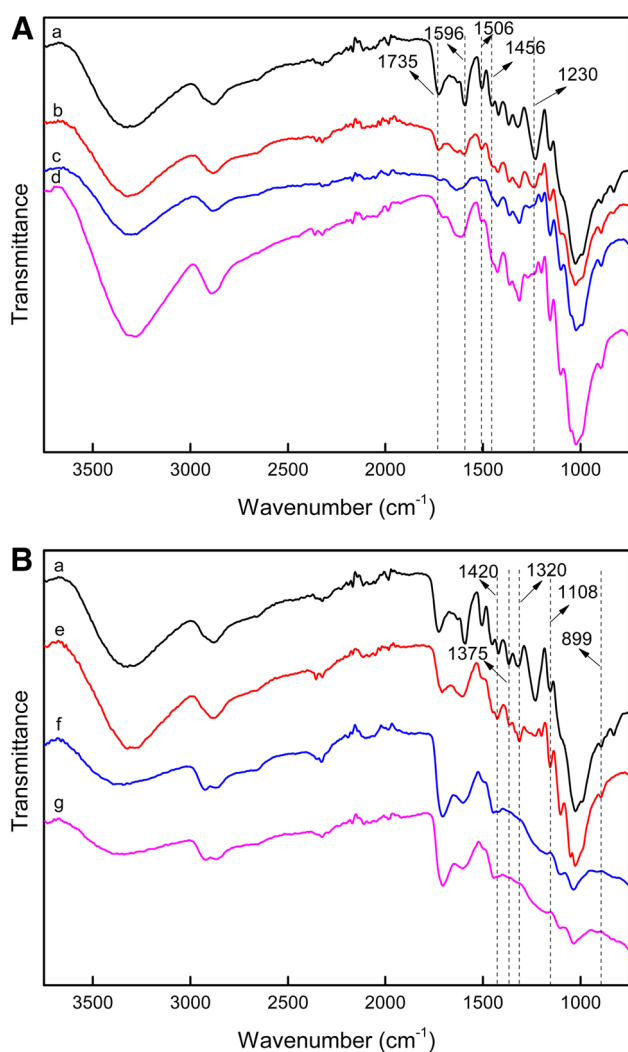 A
a
b
c
d
1735
1596
1506
1456
1230
Transmittance
3500 3000 2500 2000 1500 1000
Wavenumber (cm⁻¹)
B
a
e
f
g
1420
1375
1320
1108
899
Transmittance
3500 3000 2500 2000 1500 1000
Wavenumber (cm⁻¹)